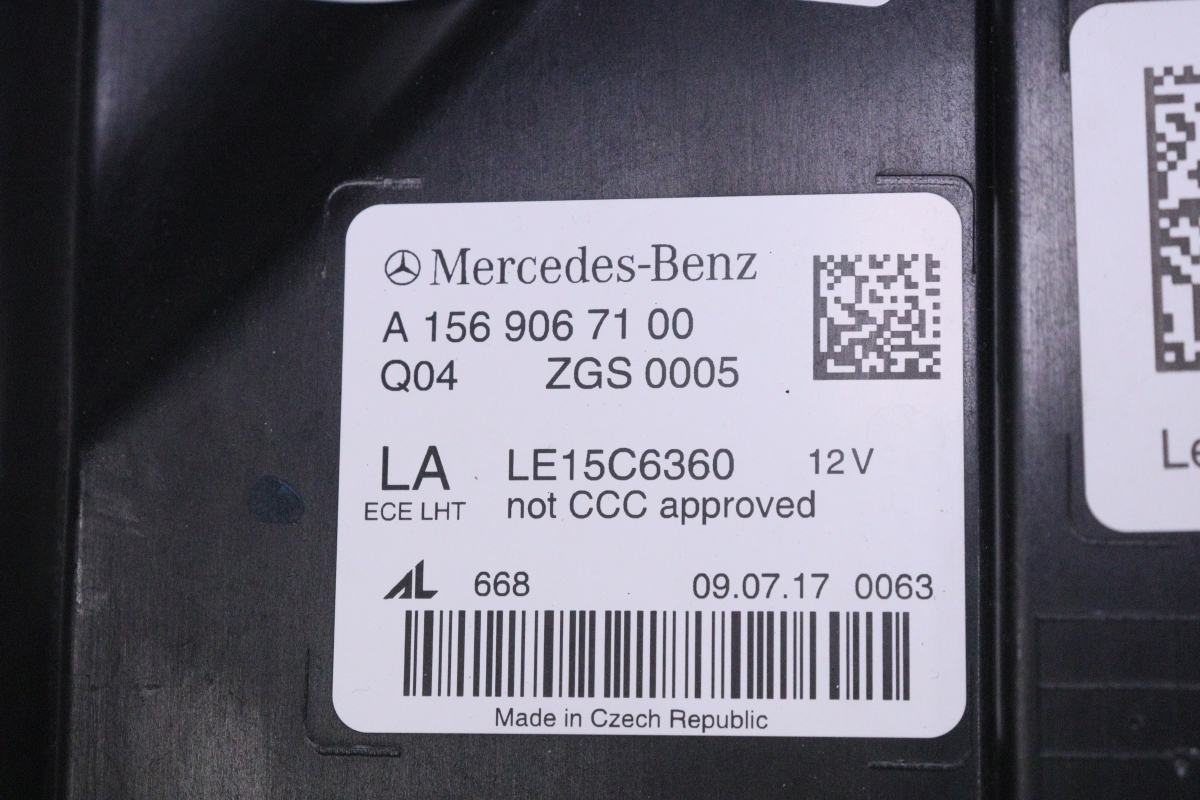 Mercedes-Benz
A 156 906 71 00
Q04 ZGS 0005
LA LE15C6360 12V
ECE LHT not CCC approved
AL 668 09.07.17 0063
Made in Czech Republic
Le